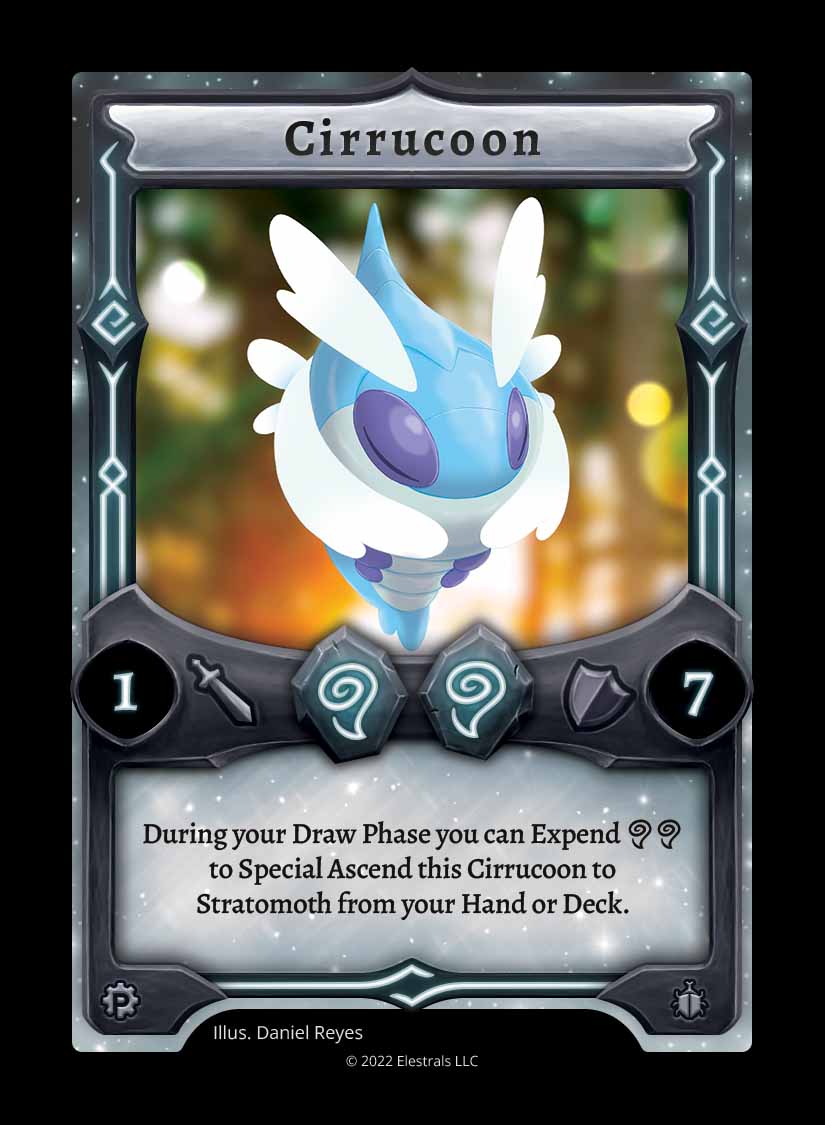 Cirrucoon
1
7
During your Draw Phase you can Expend
to Special Ascend this Cirrucoon to
Stratomoth from your Hand or Deck.
P
Illus. Daniel Reyes
© 2022 Elestrals LLC